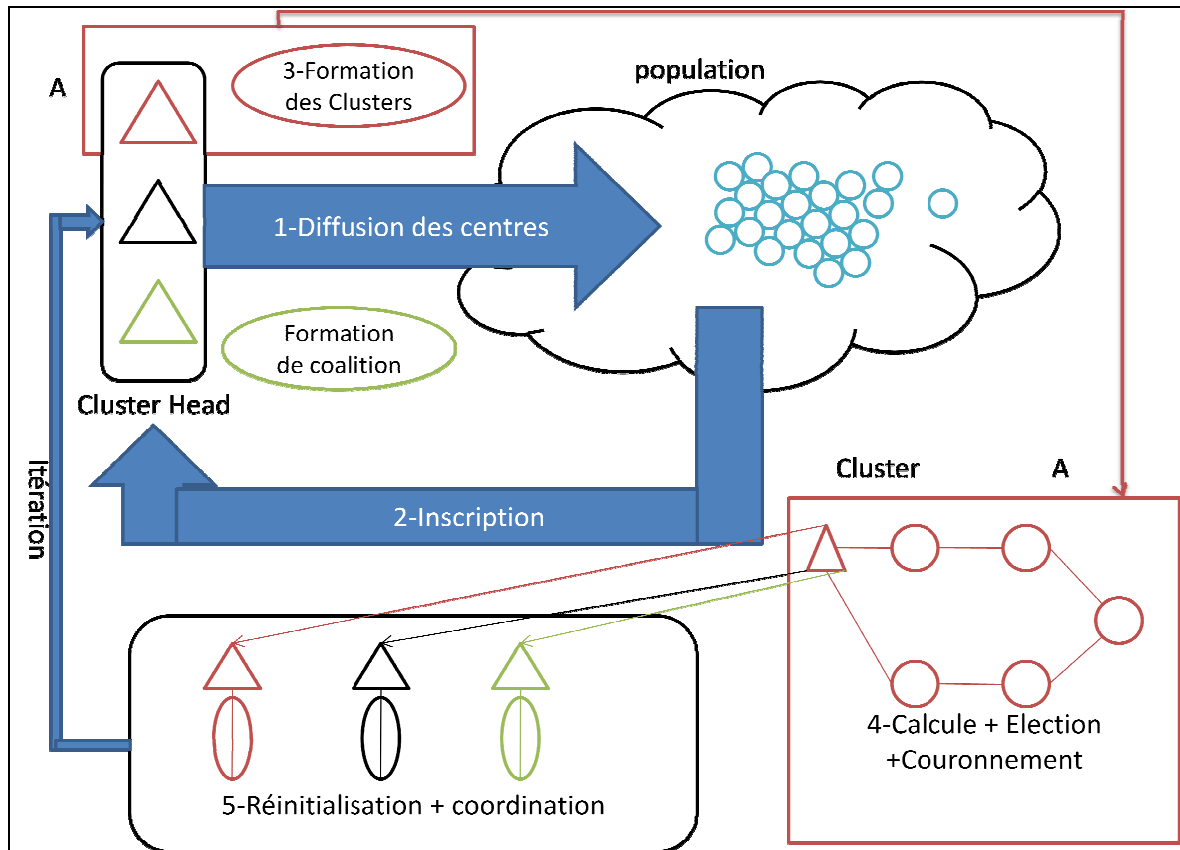 A
3-Formation
des Clusters
population
1-Diffusion des centres
Formation
de coalition
Cluster Head
Itération
2-Inscription
Cluster
A
4-Calcule + Election
+Couronnement
5-Réinitialisation + coordination